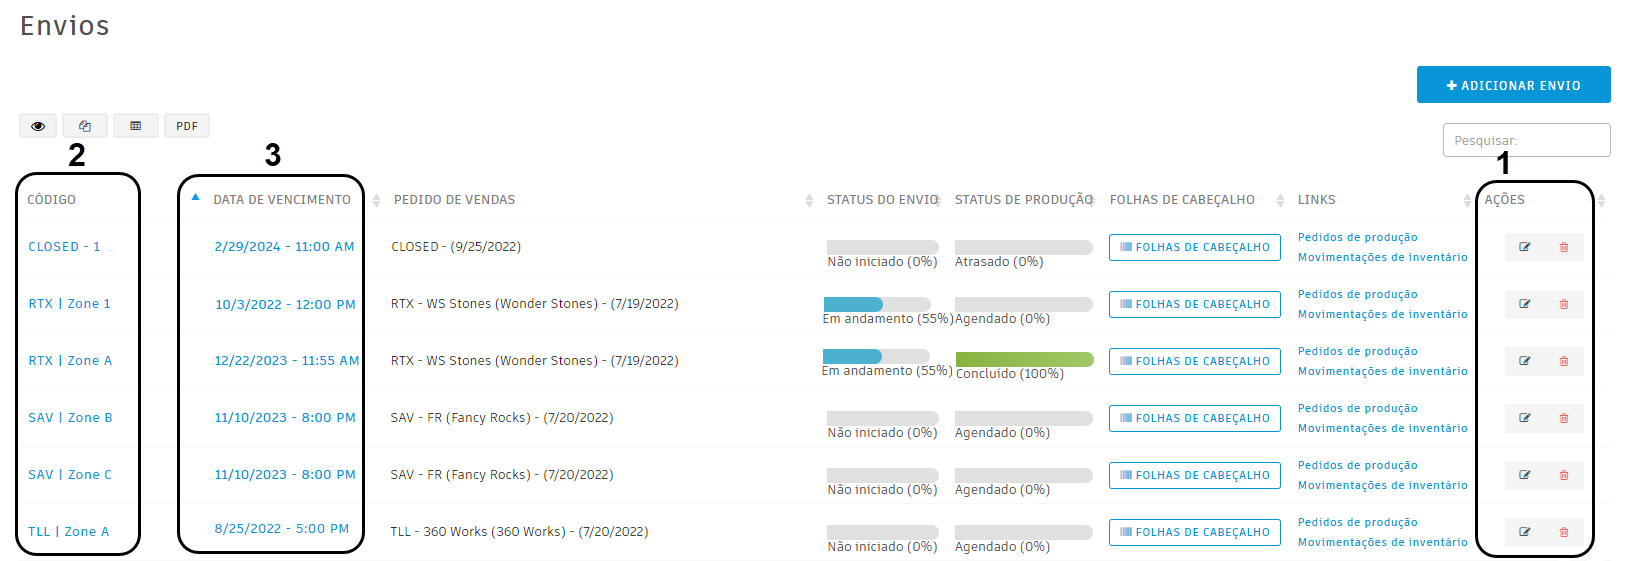 Envios
+ ADICIONAR ENVIO
PDF
Pesquisar:
2
3
1
CÓDIGO DATA DE VENCIMENTO PEDIDO DE VENDAS STATUS DO ENVIO STATUS DE PRODUÇÃO FOLHAS DE CABEÇALHO LINKS AÇÕES
CLOSED - 1 2/29/2024 - 11:00 AM CLOSED - (9/25/2022) Não iniciado (0%) Atrasado (0%) FOLHAS DE CABEÇALHO Pedidos de produção
Movimentações de inventário
RTX | Zone 1 10/3/2022 - 12:00 PM RTX - WS Stones (Wonder Stones) - (7/19/2022) Em andamento (55%) Agendado (0%) FOLHAS DE CABEÇALHO Pedidos de produção
Movimentações de inventário
RTX | Zone A 12/22/2023 - 11:55 AM RTX - WS Stones (Wonder Stones) - (7/19/2022) Em andamento (55%) Concluído (100%) FOLHAS DE CABEÇALHO Pedidos de produção
Movimentações de inventário
SAV | Zone B 11/10/2023 - 8:00 PM SAV - FR (Fancy Rocks) - (7/20/2022) Não iniciado (0%) Agendado (0%) FOLHAS DE CABEÇALHO Pedidos de produção
Movimentações de inventário
SAV | Zone C 11/10/2023 - 8:00 PM SAV - FR (Fancy Rocks) - (7/20/2022) Não iniciado (0%) Agendado (0%) FOLHAS DE CABEÇALHO Pedidos de produção
Movimentações de inventário
TLL | Zone A 8/25/2022 - 5:00 PM TLL - 360 Works (360 Works) - (7/20/2022) Não iniciado (0%) Agendado (0%) FOLHAS DE CABEÇALHO Pedidos de produção
Movimentações de inventário